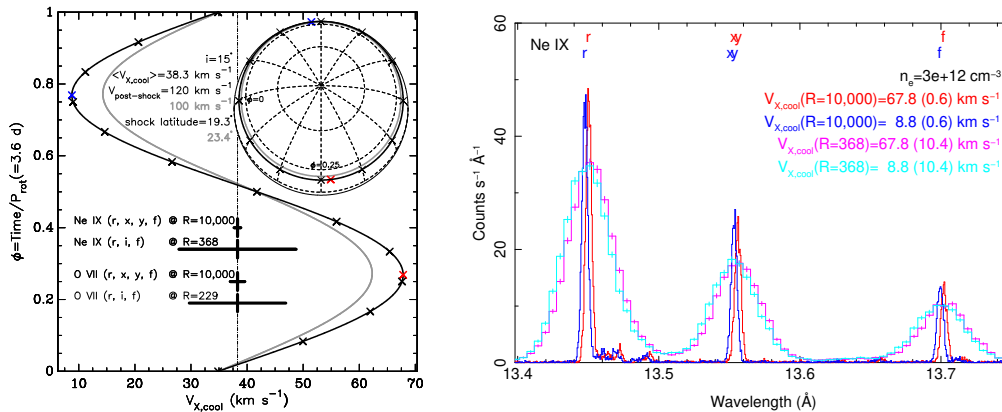 φ=Time/P_rot(=3.6 d)
1
0.8
0.6
0.4
0.2
0
10 20 30 40 50 60 70
V_X,cool (km s⁻¹)
i=15°
<V_X,cool>=38.3 km s⁻¹
V_post-shock=120 km s⁻¹
100 km s⁻¹
shock latitude=19.3°
23.4°
φ=0
φ=0.25
Ne IX (r, x, y, f) @ R=10,000
Ne IX (r, i, f) @ R=368
O VII (r, x, y, f) @ R=10,000
O VII (r, i, f) @ R=229
Counts s⁻¹ Å⁻¹
60
40
20
0
13.4 13.5 13.6 13.7
Wavelength (Å)
Ne IX
r xy f
r xy f
n_e=3e+12 cm⁻³
V_X,cool(R=10,000)=67.8 (0.6) km s⁻¹
V_X,cool(R=10,000)= 8.8 (0.6) km s⁻¹
V_X,cool(R=368)=67.8 (10.4) km s⁻¹
V_X,cool(R=368)= 8.8 (10.4) km s⁻¹